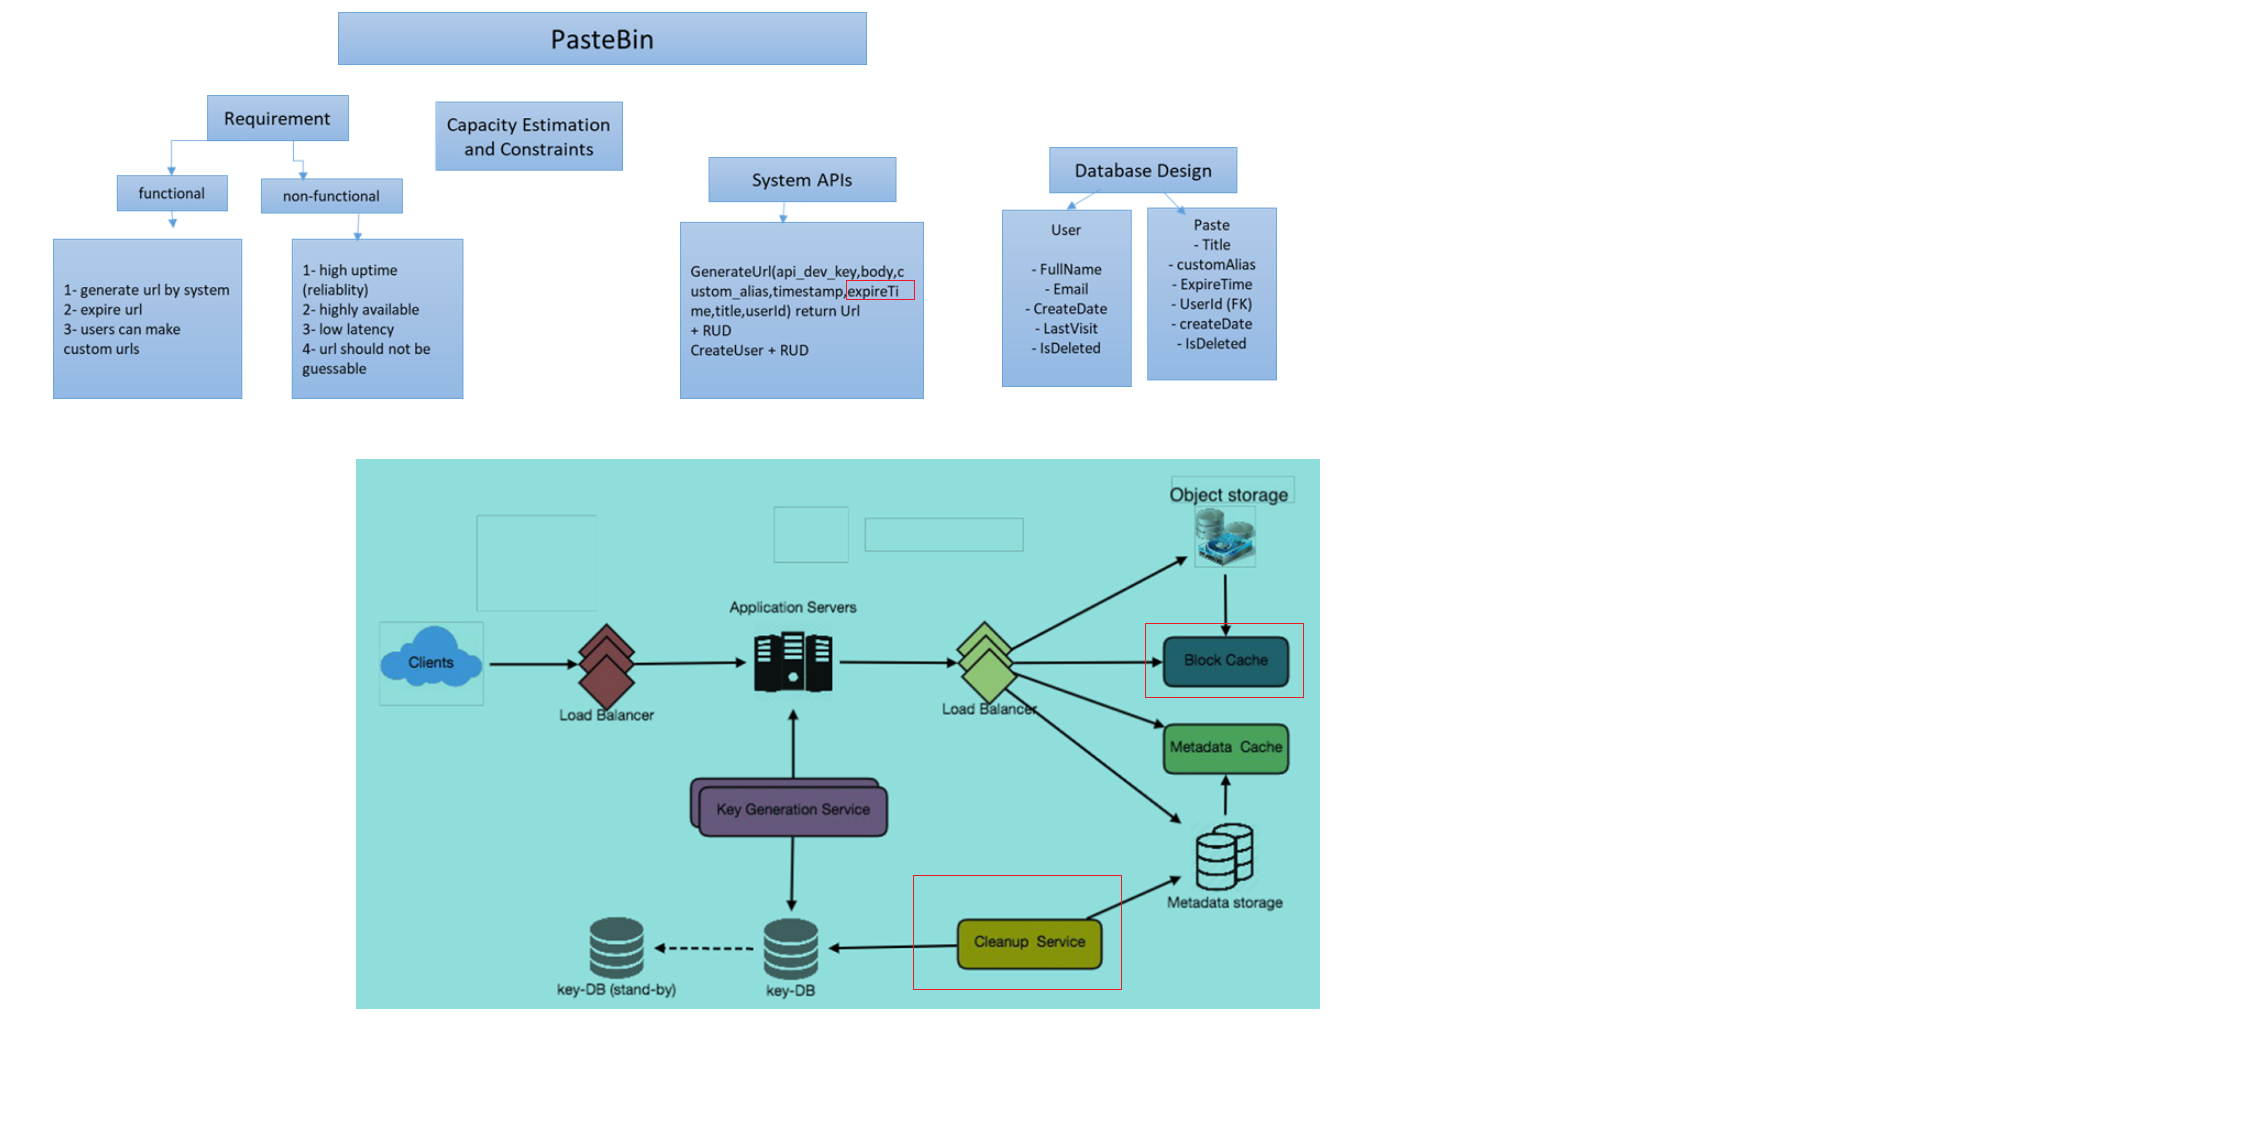 PasteBin
Requirement
Capacity Estimation
and Constraints
System APIs
Database Design
functional
non-functional
1- generate url by system
2- expire url
3- users can make
custom urls
1- high uptime
(reliablity)
2- highly available
3- low latency
4- url should not be
guessable
GenerateUrl(api_dev_key,body,c
ustom_alias,timestamp,expireTi
me,title,userId) return Url
+ RUD
CreateUser + RUD
User
- FullName
- Email
- CreateDate
- LastVisit
- IsDeleted
Paste
- Title
- customAlias
- ExpireTime
- UserId (FK)
- createDate
- IsDeleted
Object storage
Application Servers
Clients
Block Cache
Load Balancer
Load Balancer
Metadata Cache
Key Generation Service
Metadata storage
Cleanup Service
key-DB (stand-by)
key-DB